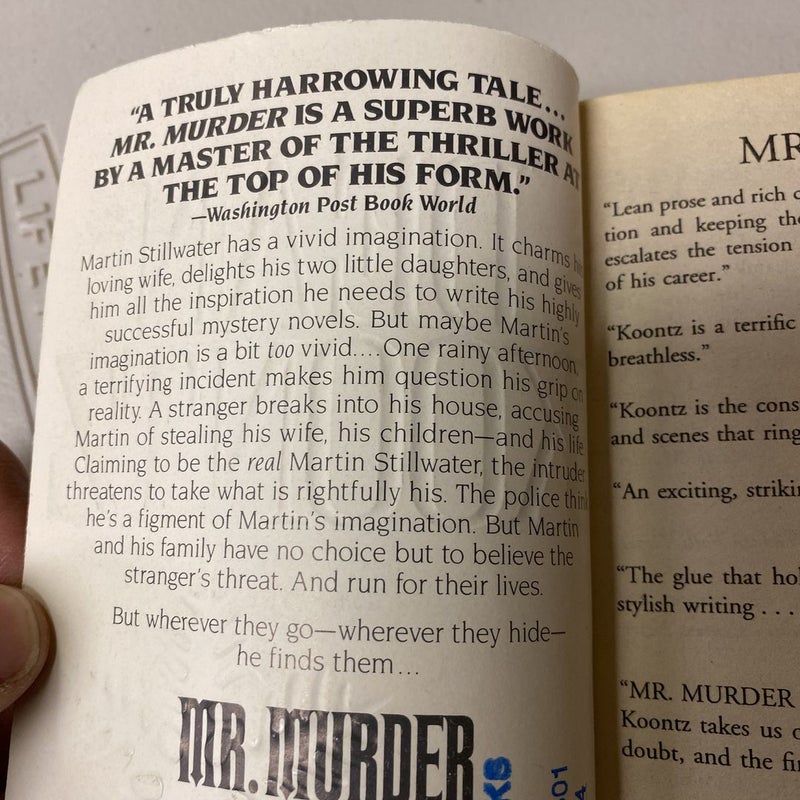 “A TRULY HARROWING TALE...
MR. MURDER IS A SUPERB WORK
BY A MASTER OF THE THRILLER AT
THE TOP OF HIS FORM.”
—Washington Post Book World
Martin Stillwater has a vivid imagination. It charms his
loving wife, delights his two little daughters, and gives
him all the inspiration he needs to write his highly
successful mystery novels. But maybe Martin's
imagination is a bit too vivid....One rainy afternoon,
a terrifying incident makes him question his grip on
reality. A stranger breaks into his house, accusing
Martin of stealing his wife, his children—and his life.
Claiming to be the real Martin Stillwater, the intruder
threatens to take what is rightfully his. The police think
he's a figment of Martin's imagination. But Martin
and his family have no choice but to believe the
stranger's threat. And run for their lives.
But wherever they go—wherever they hide—
he finds them...
MR. MURDER
“Lean prose and rich
tion and keeping the
escalates the tension
of his career.”
“Koontz is a terrific
breathless.”
“Koontz is the
and scenes that ring
“An exciting,
“The glue that
stylish writing . . .
“MR. MURDER
Koontz takes us
doubt, and the
LIFE